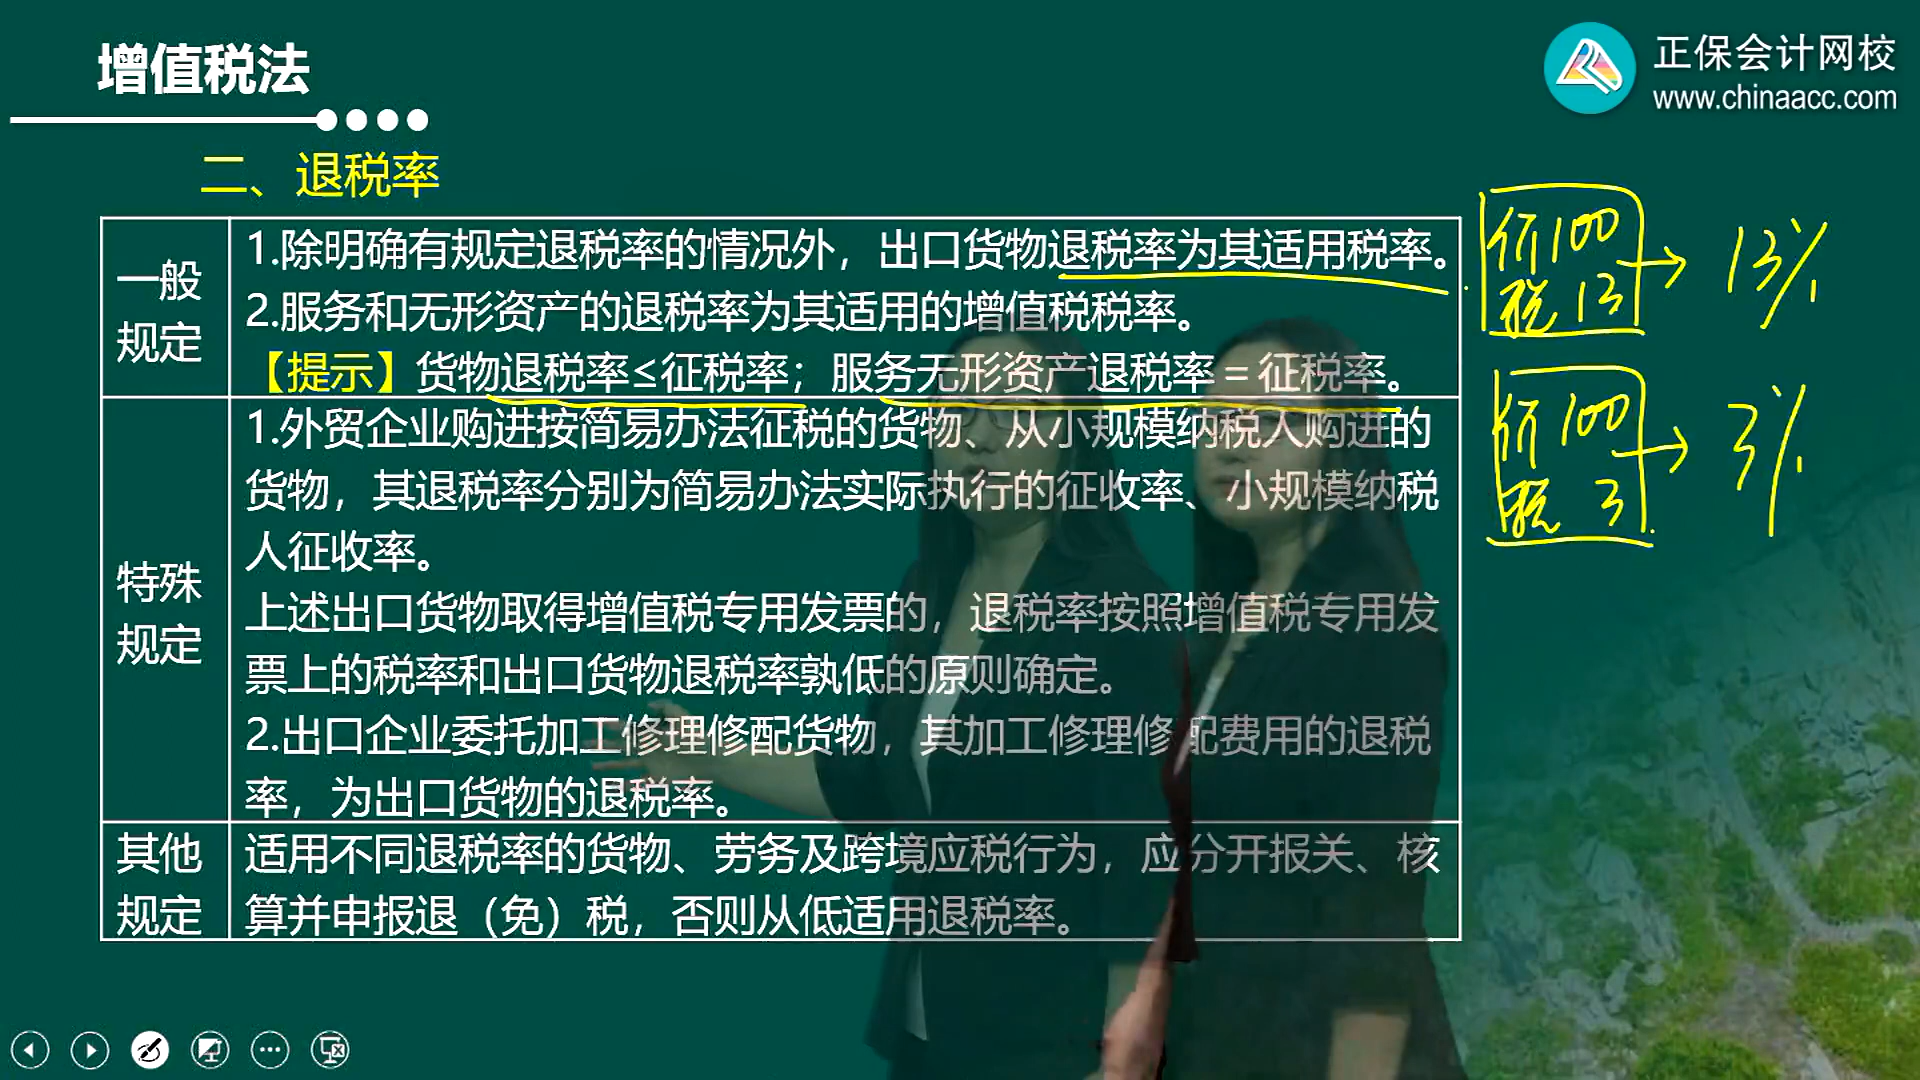 增值税法
正保会计网校
www.chinaacc.com
二、退税率
一般规定
1.除明确有规定退税率的情况外，出口货物退税率为其适用税率。
2.服务和无形资产的退税率为其适用的增值税税率。
【提示】货物退税率≤征税率；服务无形资产退税率＝征税率。
特殊规定
1.外贸企业购进按简易办法征税的货物、从小规模纳税人购进的
货物，其退税率分别为简易办法实际执行的征收率、小规模纳税
人征收率。
上述出口货物取得增值税专用发票的，退税率按照增值税专用发
票上的税率和出口货物退税率孰低的原则确定。
2.出口企业委托加工修理修配货物，其加工修理修配费用的退税
率，为出口货物的退税率。
其他规定
适用不同退税率的货物、劳务及跨境应税行为，应分开报关、核
算并申报退（免）税，否则从低适用退税率。
价100
税13
→ 13%
价100
税 3
→ 3%